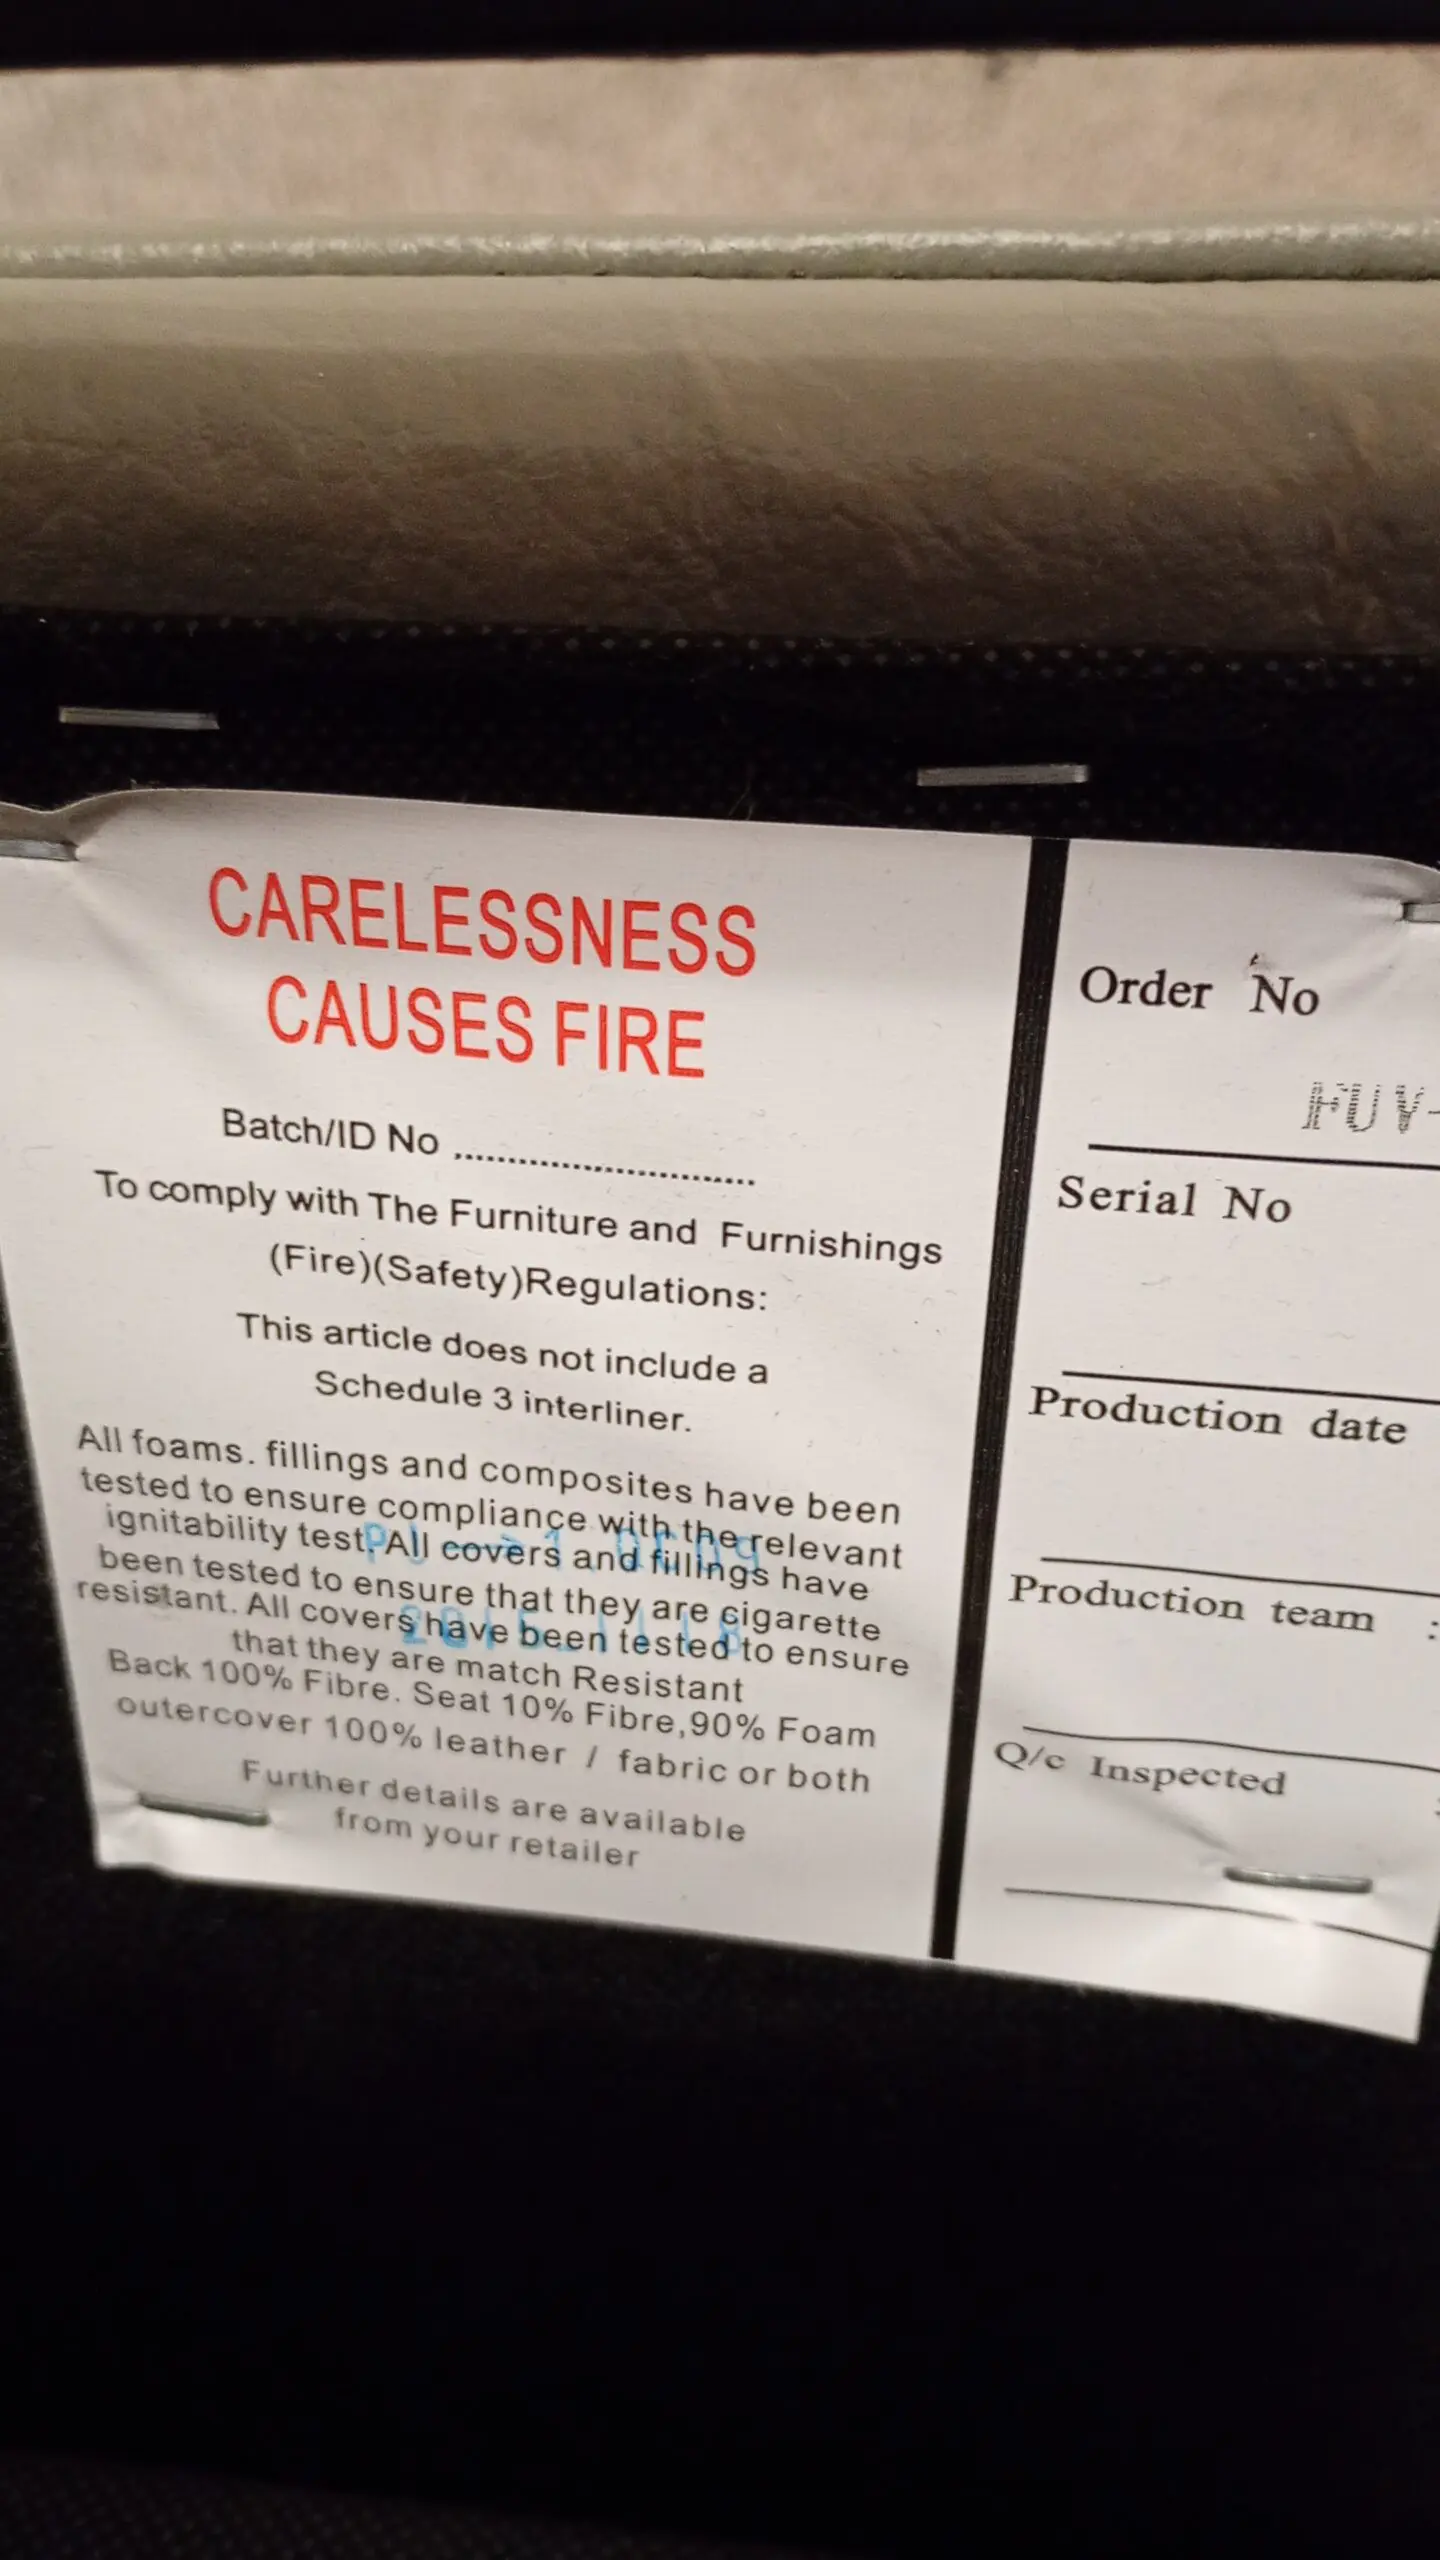 CARELESSNESS
CAUSES FIRE
Batch/ID No ............................
To comply with The Furniture and Furnishings
(Fire)(Safety)Regulations:
This article does not include a
Schedule 3 interliner.
All foams. fillings and composites have been
tested to ensure compliance with the relevant
ignitability test. All covers and fillings have
been tested to ensure that they are cigarette
resistant. All covers have been tested to ensure
that they are match Resistant
Back 100% Fibre. Seat 10% Fibre,90% Foam
outercover 100% leather / fabric or both
Further details are available
from your retailer
Order No
Serial No
Production date
Production team :
Q/c Inspected :